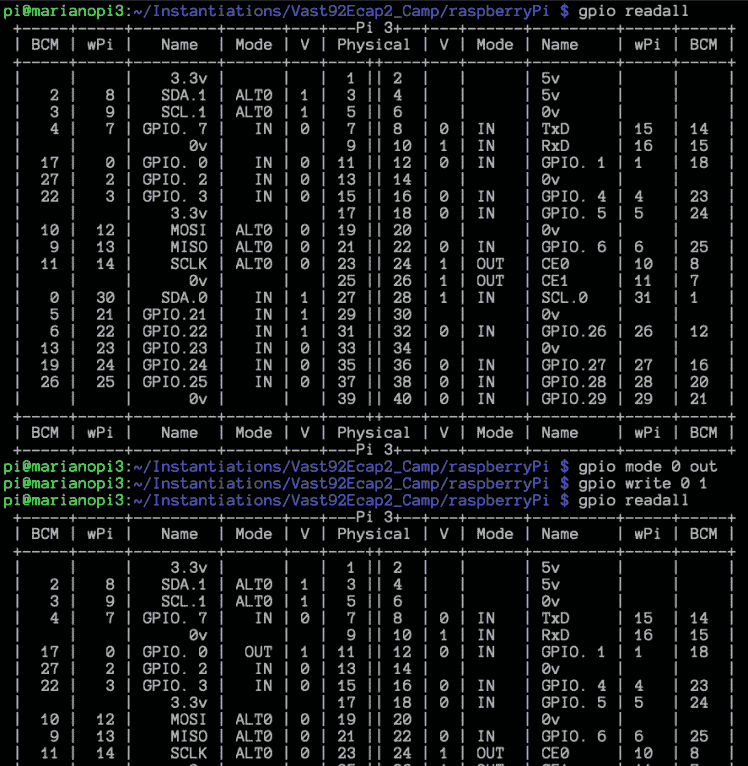 pi@marianopi3:~/Instantiations/Vast92Ecap2_Camp/raspberryPi $ gpio readall
+-----+-----+---------+------+---+---Pi 3+--+---+------+---------+-----+-----+
| BCM | wPi |   Name  | Mode | V | Physical | V | Mode | Name    | wPi | BCM |
+-----+-----+---------+------+---+----++----+---+------+---------+-----+-----+
|     |     |    3.3v |      |   |  1 || 2  |   |      | 5v      |     |     |
|   2 |   8 |   SDA.1 | ALT0 | 1 |  3 || 4  |   |      | 5v      |     |     |
|   3 |   9 |   SCL.1 | ALT0 | 1 |  5 || 6  |   |      | 0v      |     |     |
|   4 |   7 | GPIO. 7 |   IN | 0 |  7 || 8  | 0 | IN   | TxD     | 15  | 14  |
|     |     |      0v |      |   |  9 || 10 | 1 | IN   | RxD     | 16  | 15  |
|  17 |   0 | GPIO. 0 |   IN | 0 | 11 || 12 | 0 | IN   | GPIO. 1 | 1   | 18  |
|  27 |   2 | GPIO. 2 |   IN | 0 | 13 || 14 |   |      | 0v      |     |     |
|  22 |   3 | GPIO. 3 |   IN | 0 | 15 || 16 | 0 | IN   | GPIO. 4 | 4   | 23  |
|     |     |    3.3v |      |   | 17 || 18 | 0 | IN   | GPIO. 5 | 5   | 24  |
|  10 |  12 |    MOSI | ALT0 | 0 | 19 || 20 |   |      | 0v      |     |     |
|   9 |  13 |    MISO | ALT0 | 0 | 21 || 22 | 0 | IN   | GPIO. 6 | 6   | 25  |
|  11 |  14 |    SCLK | ALT0 | 0 | 23 || 24 | 1 | OUT  | CE0     | 10  | 8   |
|     |     |      0v |      |   | 25 || 26 | 1 | OUT  | CE1     | 11  | 7   |
|   0 |  30 |   SDA.0 |   IN | 1 | 27 || 28 | 1 | IN   | SCL.0   | 31  | 1   |
|   5 |  21 | GPIO.21 |   IN | 1 | 29 || 30 |   |      | 0v      |     |     |
|   6 |  22 | GPIO.22 |   IN | 1 | 31 || 32 | 0 | IN   | GPIO.26 | 26  | 12  |
|  13 |  23 | GPIO.23 |   IN | 0 | 33 || 34 |   |      | 0v      |     |     |
|  19 |  24 | GPIO.24 |   IN | 0 | 35 || 36 | 0 | IN   | GPIO.27 | 27  | 16  |
|  26 |  25 | GPIO.25 |   IN | 0 | 37 || 38 | 0 | IN   | GPIO.28 | 28  | 20  |
|     |     |      0v |      |   | 39 || 40 | 0 | IN   | GPIO.29 | 29  | 21  |
+-----+-----+---------+------+---+----++----+---+------+---------+-----+-----+
| BCM | wPi |   Name  | Mode | V | Physical | V | Mode | Name    | wPi | BCM |
+-----+-----+---------+------+---+---Pi 3+--+---+------+---------+-----+-----+
pi@marianopi3:~/Instantiations/Vast92Ecap2_Camp/raspberryPi $ gpio mode 0 out
pi@marianopi3:~/Instantiations/Vast92Ecap2_Camp/raspberryPi $ gpio write 0 1
pi@marianopi3:~/Instantiations/Vast92Ecap2_Camp/raspberryPi $ gpio readall
+-----+-----+---------+------+---+---Pi 3+--+---+------+---------+-----+-----+
| BCM | wPi |   Name  | Mode | V | Physical | V | Mode | Name    | wPi | BCM |
+-----+-----+---------+------+---+----++----+---+------+---------+-----+-----+
|     |     |    3.3v |      |   |  1 || 2  |   |      | 5v      |     |     |
|   2 |   8 |   SDA.1 | ALT0 | 1 |  3 || 4  |   |      | 5v      |     |     |
|   3 |   9 |   SCL.1 | ALT0 | 1 |  5 || 6  |   |      | 0v      |     |     |
|   4 |   7 | GPIO. 7 |   IN | 0 |  7 || 8  | 0 | IN   | TxD     | 15  | 14  |
|     |     |      0v |      |   |  9 || 10 | 1 | IN   | RxD     | 16  | 15  |
|  17 |   0 | GPIO. 0 |  OUT | 1 | 11 || 12 | 0 | IN   | GPIO. 1 | 1   | 18  |
|  27 |   2 | GPIO. 2 |   IN | 0 | 13 || 14 |   |      | 0v      |     |     |
|  22 |   3 | GPIO. 3 |   IN | 0 | 15 || 16 | 0 | IN   | GPIO. 4 | 4   | 23  |
|     |     |    3.3v |      |   | 17 || 18 | 0 | IN   | GPIO. 5 | 5   | 24  |
|  10 |  12 |    MOSI | ALT0 | 0 | 19 || 20 |   |      | 0v      |     |     |
|   9 |  13 |    MISO | ALT0 | 0 | 21 || 22 | 0 | IN   | GPIO. 6 | 6   | 25  |
|  11 |  14 |    SCLK | ALT0 | 0 | 23 || 24 | 1 | OUT  | CE0     | 10  | 8   |